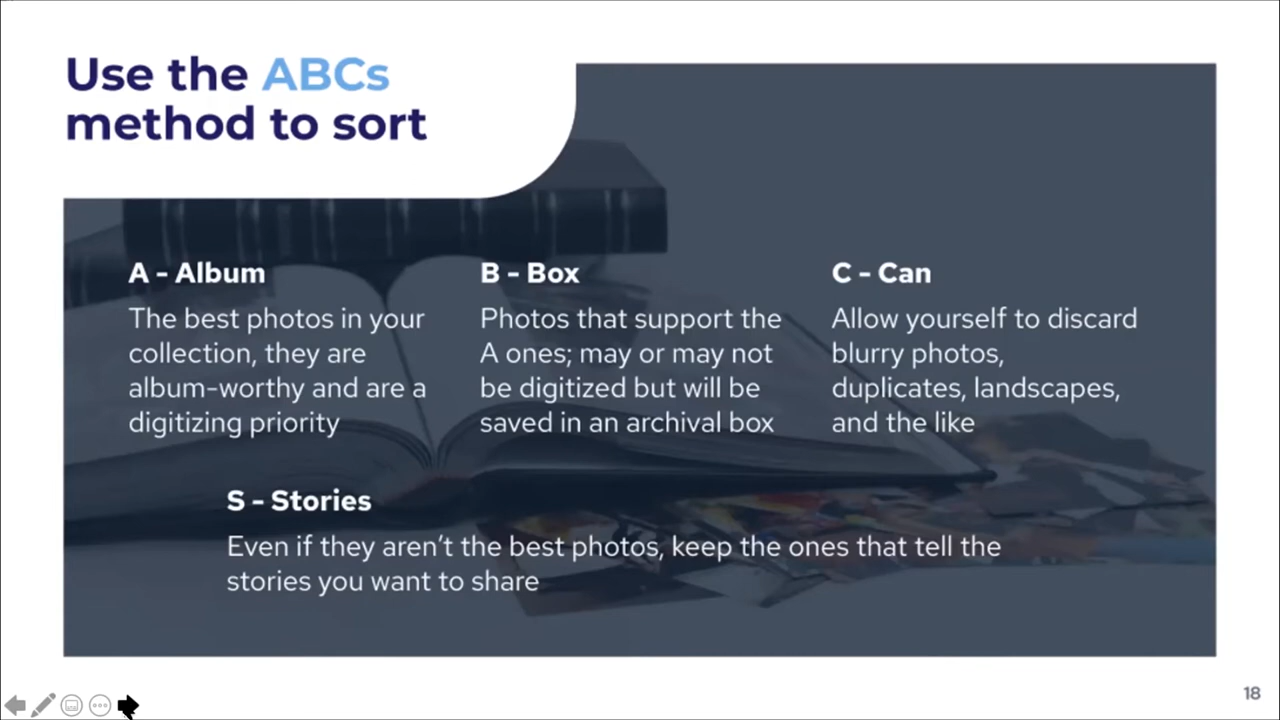 Use the ABCs
method to sort
A - Album
The best photos in your
collection, they are
album-worthy and are a
digitizing priority
B - Box
Photos that support the
A ones; may or may not
be digitized but will be
saved in an archival box
C - Can
Allow yourself to discard
blurry photos,
duplicates, landscapes,
and the like
S - Stories
Even if they aren’t the best photos, keep the ones that tell the
stories you want to share
18